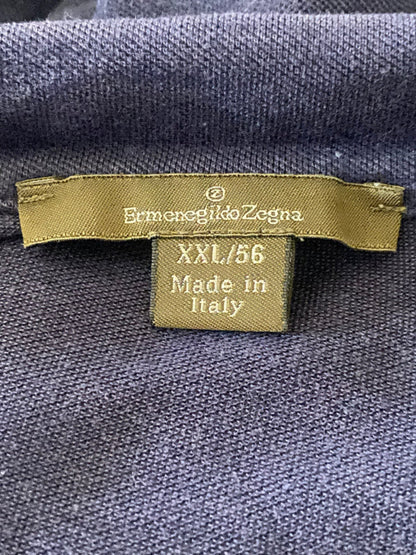 Z
Ermenegildo Zegna
XXL/56
Made in
Italy